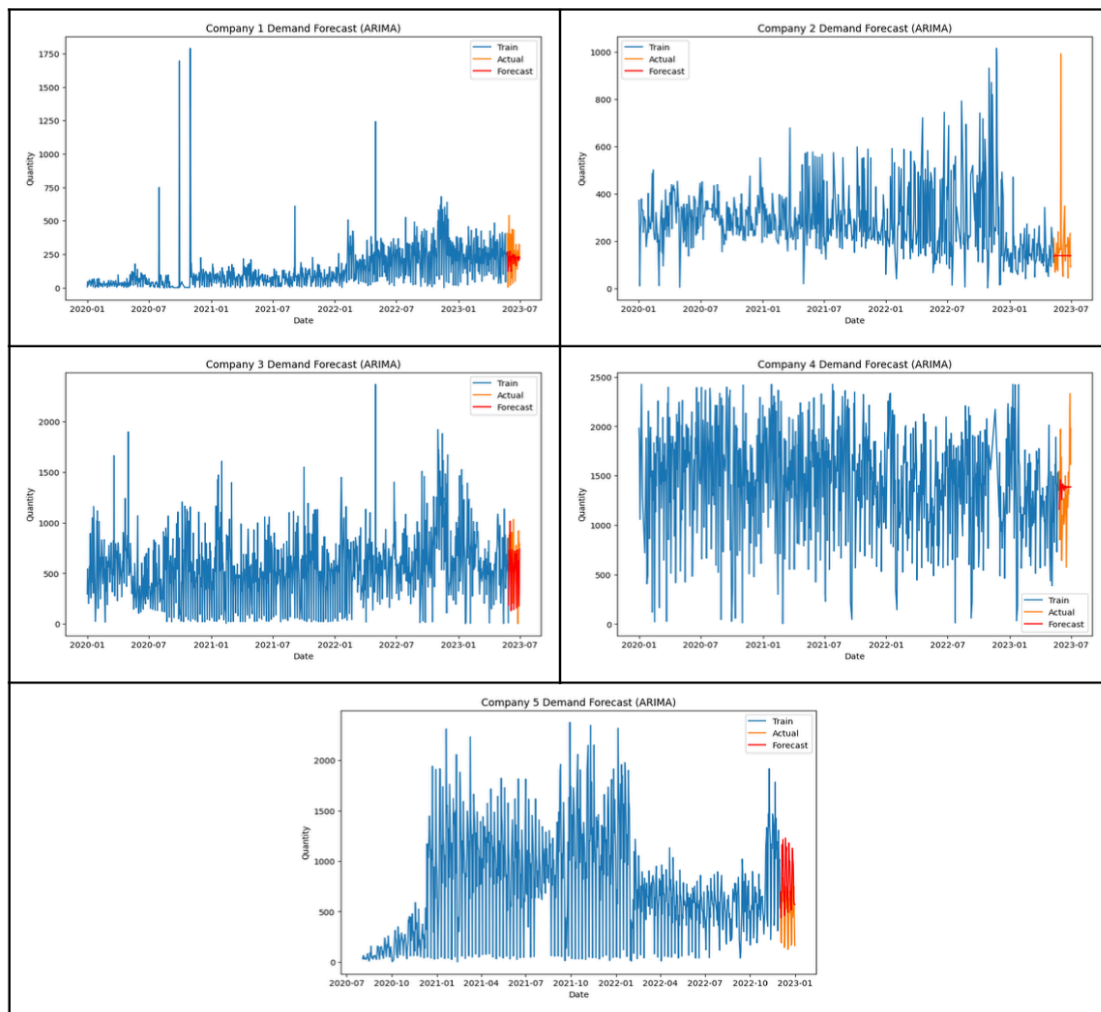 Company 1 Demand Forecast (ARIMA)
Train
Actual
Forecast
Quantity
1750
1500
1250
1000
750
500
250
0
2020-01 2020-07 2021-01 2021-07 2022-01 2022-07 2023-01 2023-07
Date
Company 2 Demand Forecast (ARIMA)
Train
Actual
Forecast
Quantity
1000
800
600
400
200
0
2020-01 2020-07 2021-01 2021-07 2022-01 2022-07 2023-01 2023-07
Date
Company 3 Demand Forecast (ARIMA)
Train
Actual
Forecast
Quantity
2000
1500
1000
500
0
2020-01 2020-07 2021-01 2021-07 2022-01 2022-07 2023-01 2023-07
Date
Company 4 Demand Forecast (ARIMA)
Quantity
2500
2000
1500
1000
500
0
Train
Actual
Forecast
2020-01 2020-07 2021-01 2021-07 2022-01 2022-07 2023-01 2023-07
Date
Company 5 Demand Forecast (ARIMA)
Train
Actual
Forecast
Quantity
2000
1500
1000
500
0
2020-07 2020-10 2021-01 2021-04 2021-07 2021-10 2022-01 2022-04 2022-07 2022-10 2023-01
Date